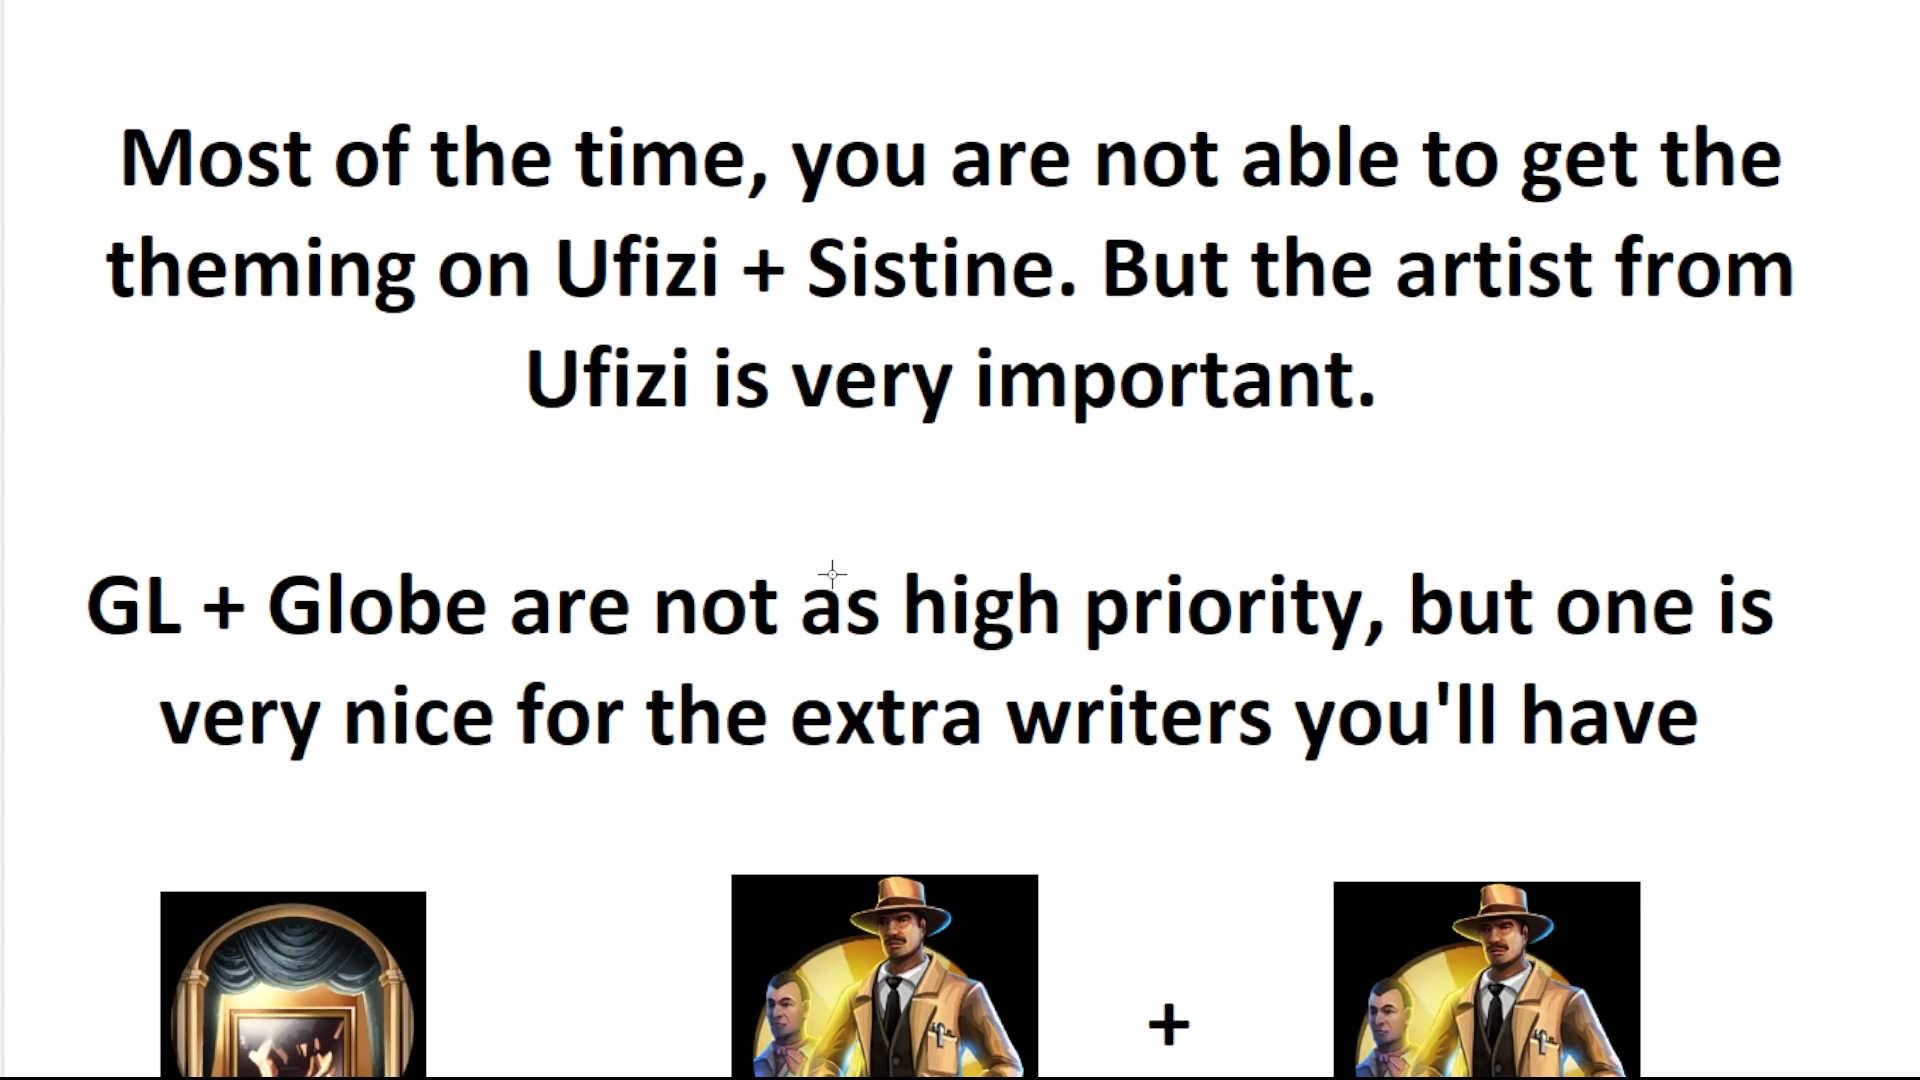 Most of the time, you are not able to get the
theming on Ufizi + Sistine. But the artist from
Ufizi is very important.
GL + Globe are not as high priority, but one is
very nice for the extra writers you'll have
+